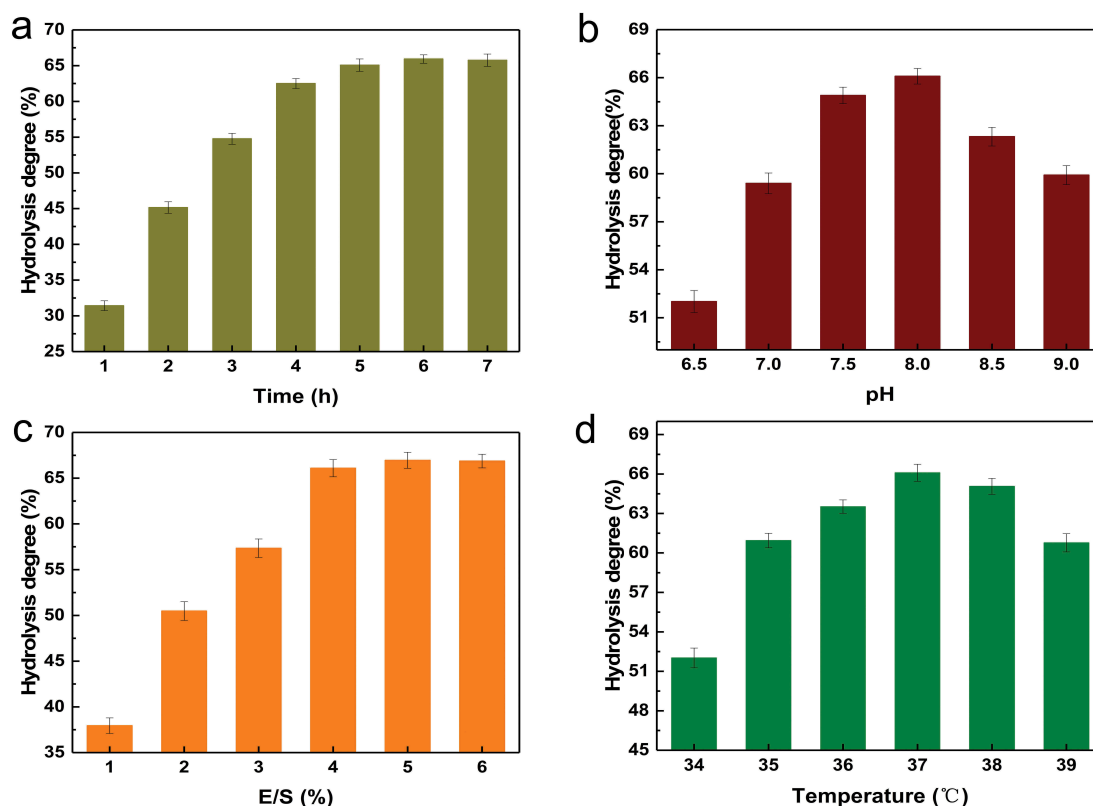 a
Hydrolysis degree (%)
70
65
60
55
50
45
40
35
30
25
1 2 3 4 5 6 7
Time (h)
b
Hydrolysis degree(%)
69
66
63
60
57
54
51
6.5 7.0 7.5 8.0 8.5 9.0
pH
c
Hydrolysis degree (%)
70
65
60
55
50
45
40
35
1 2 3 4 5 6
E/S (%)
d
Hydrolysis degree (%)
69
66
63
60
57
54
51
48
45
34 35 36 37 38 39
Temperature (℃)